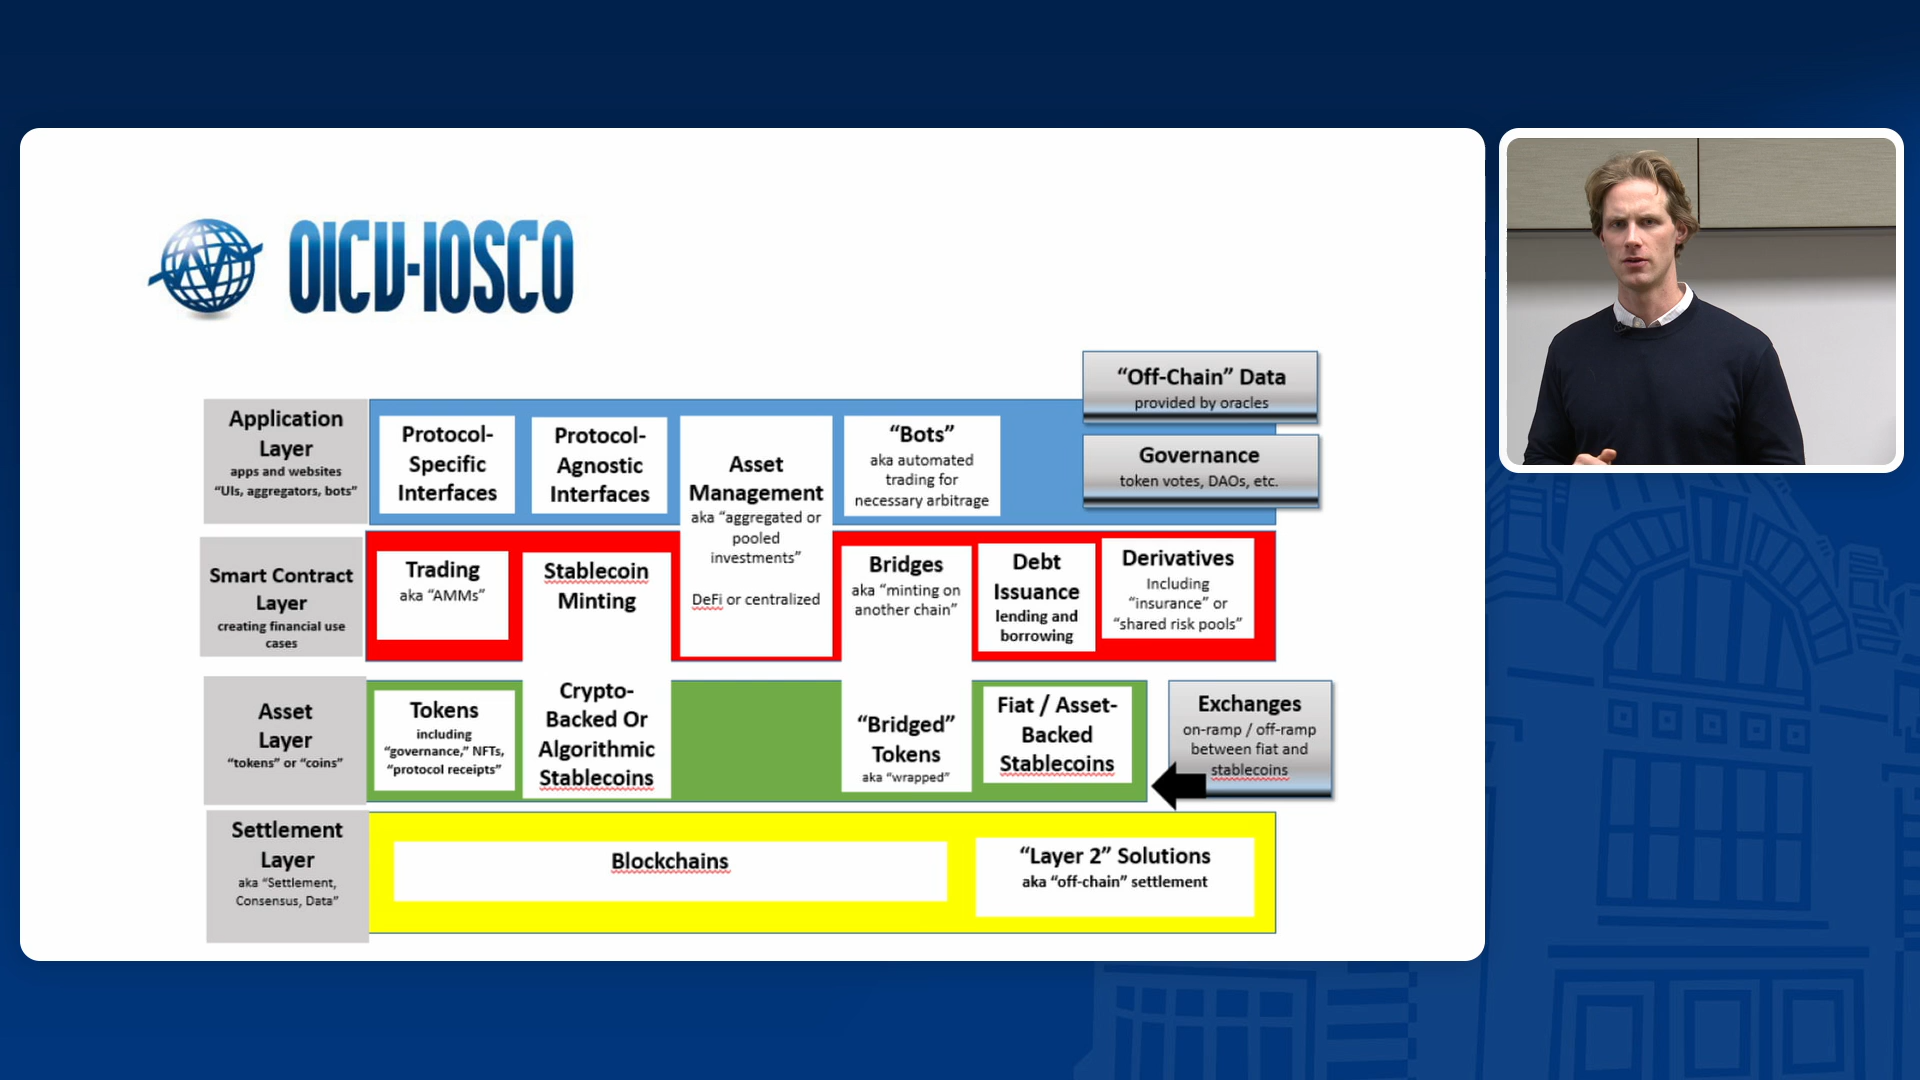 OICV-IOSCO
“Off-Chain” Data
provided by oracles
Governance
token votes, DAOs, etc.
Application
Layer
apps and websites
“UIs, aggregators, bots”
Protocol-
Specific
Interfaces
Protocol-
Agnostic
Interfaces
Asset
Management
aka “aggregated or
pooled
investments”
DeFi or centralized
“Bots”
aka automated
trading for
necessary arbitrage
Smart Contract
Layer
creating financial use
cases
Trading
aka “AMMs”
Stablecoin
Minting
Bridges
aka “minting on
another chain”
Debt
Issuance
lending and
borrowing
Derivatives
Including
“insurance” or
“shared risk pools”
Asset
Layer
“tokens” or “coins”
Tokens
including
“governance,” NFTs,
“protocol receipts”
Crypto-
Backed Or
Algorithmic
Stablecoins
“Bridged”
Tokens
aka “wrapped”
Fiat / Asset-
Backed
Stablecoins
Exchanges
on-ramp / off-ramp
between fiat and
stablecoins
Settlement
Layer
aka “Settlement,
Consensus, Data”
Blockchains
“Layer 2” Solutions
aka “off-chain” settlement